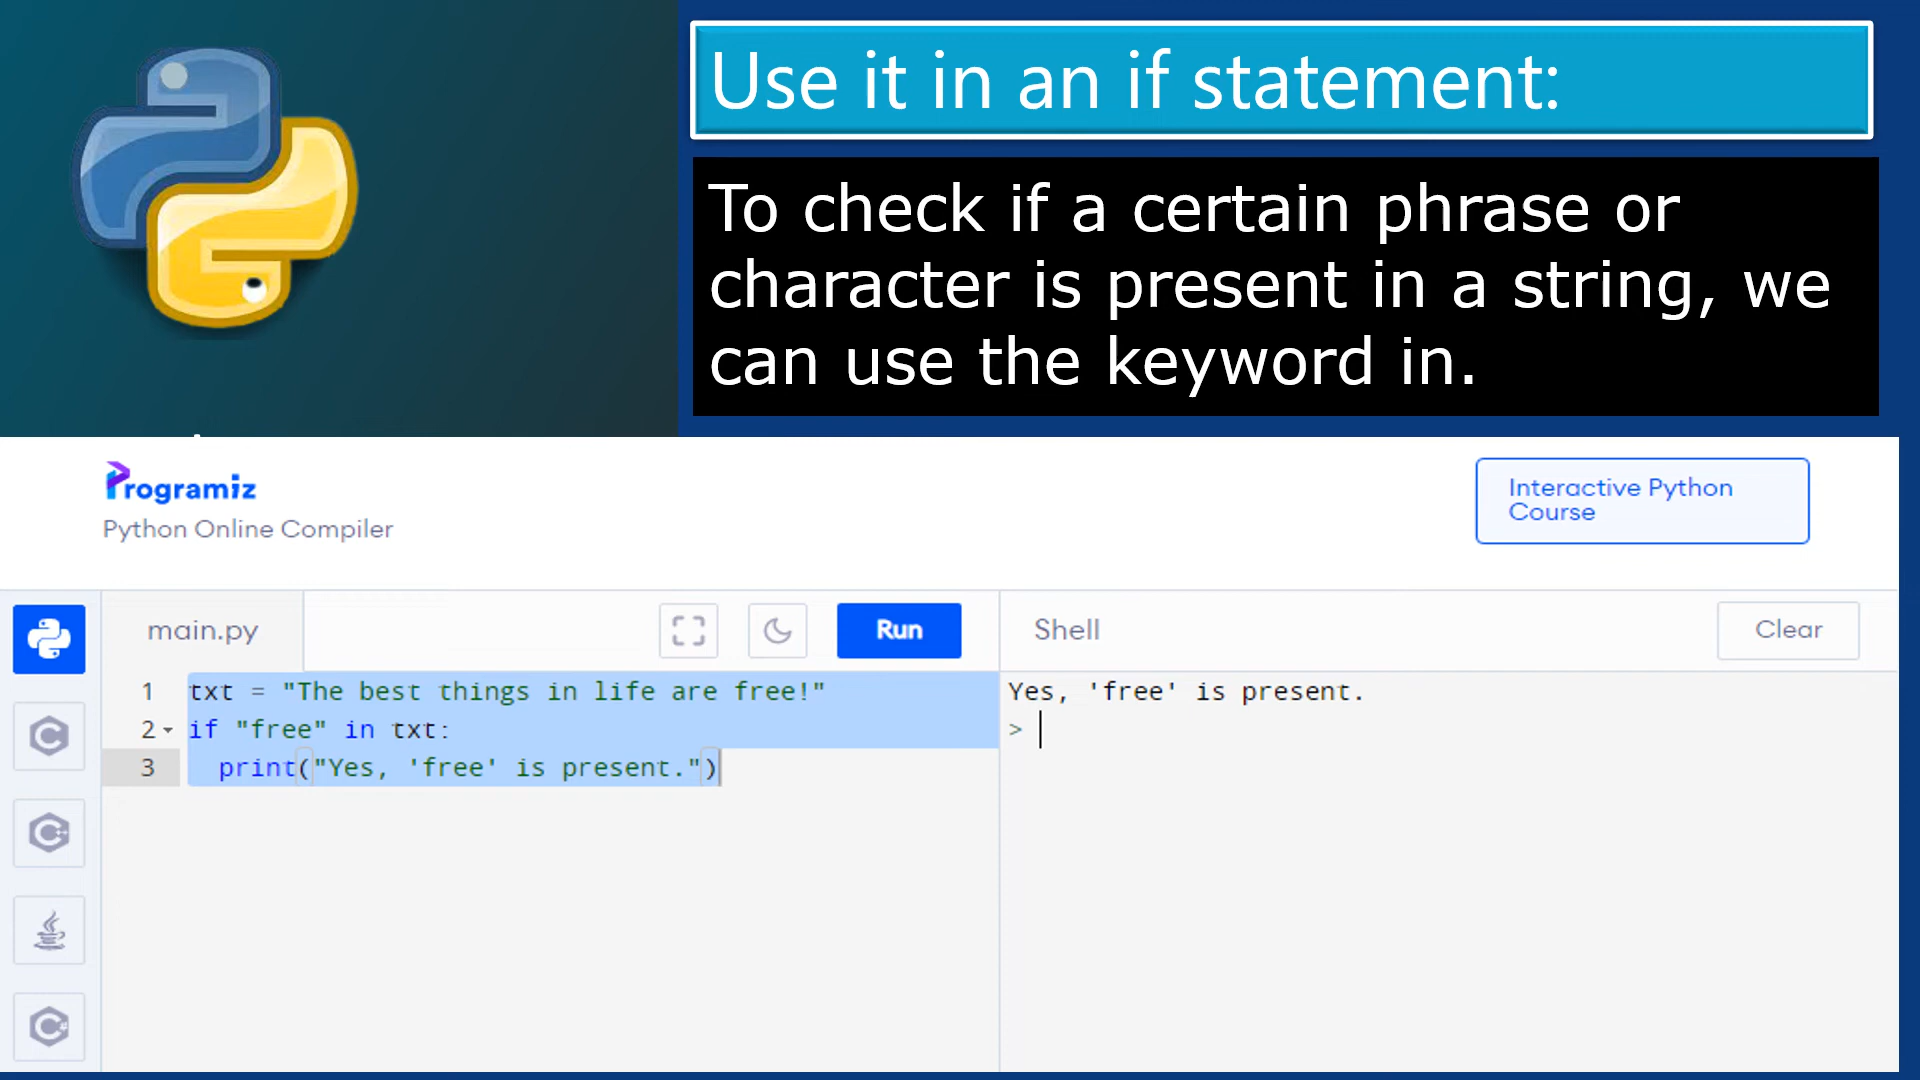 Use it in an if statement:
To check if a certain phrase or
character is present in a string, we
can use the keyword in.
Programiz
Python Online Compiler
Interactive Python
Course
main.py
Run
Shell
Clear
1 txt = "The best things in life are free!"
2 if "free" in txt:
3   print("Yes, 'free' is present.")
Yes, 'free' is present.
>